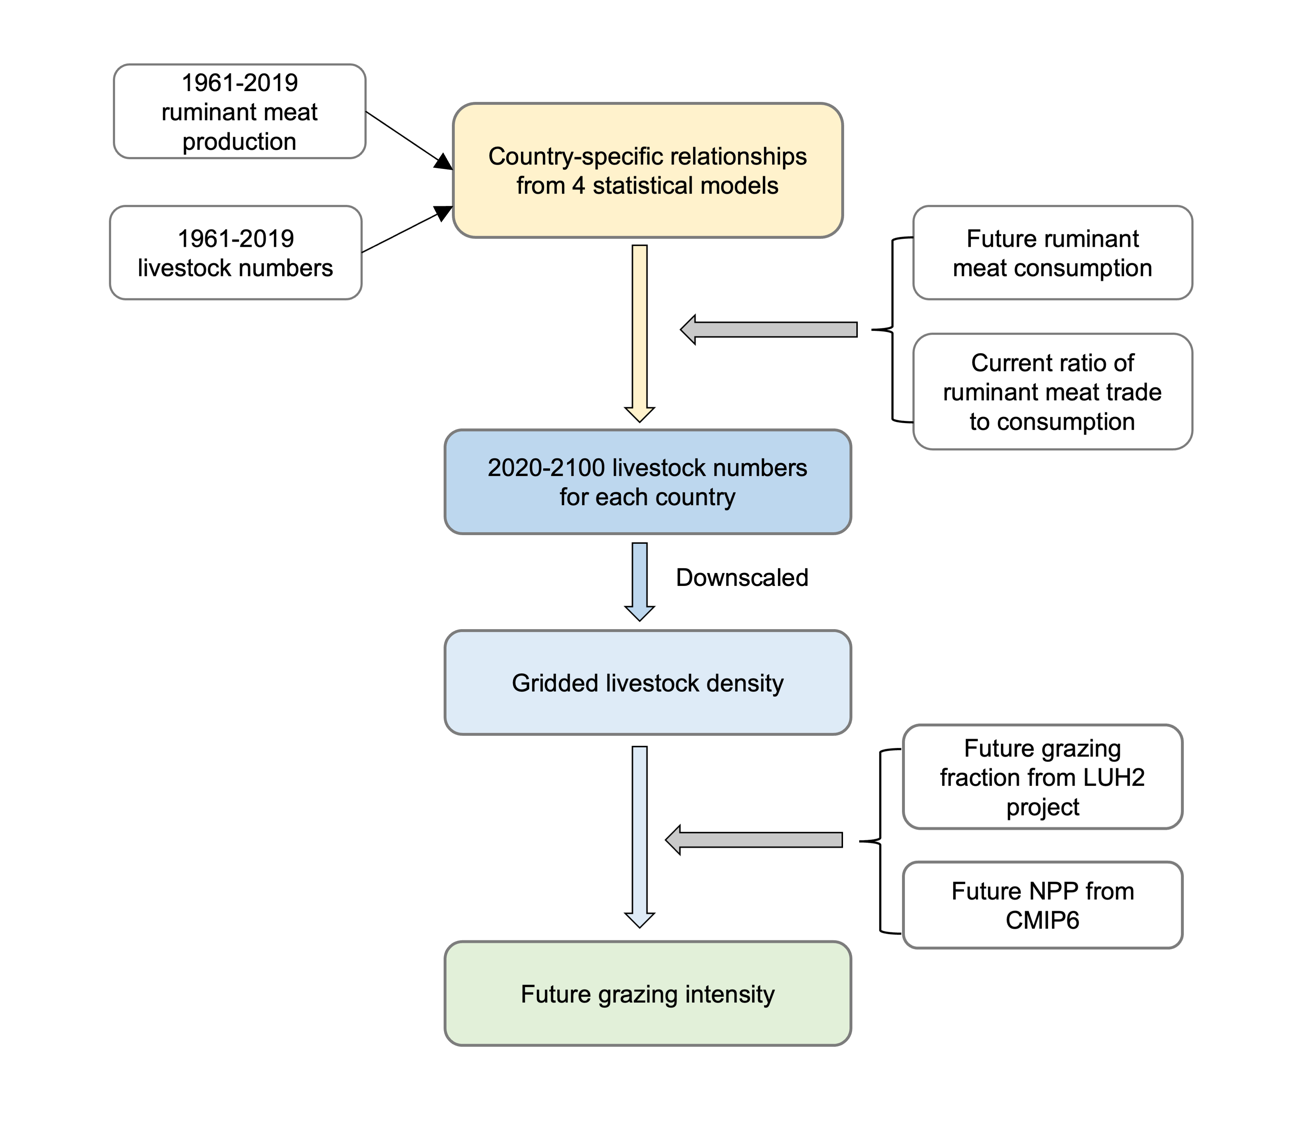 1961-2019
ruminant meat
production
Country-specific relationships
from 4 statistical models
1961-2019
livestock numbers
Future ruminant
meat consumption
Current ratio of
ruminant meat trade
to consumption
2020-2100 livestock numbers
for each country
Downscaled
Gridded livestock density
Future grazing
fraction from LUH2
project
Future NPP from
CMIP6
Future grazing intensity